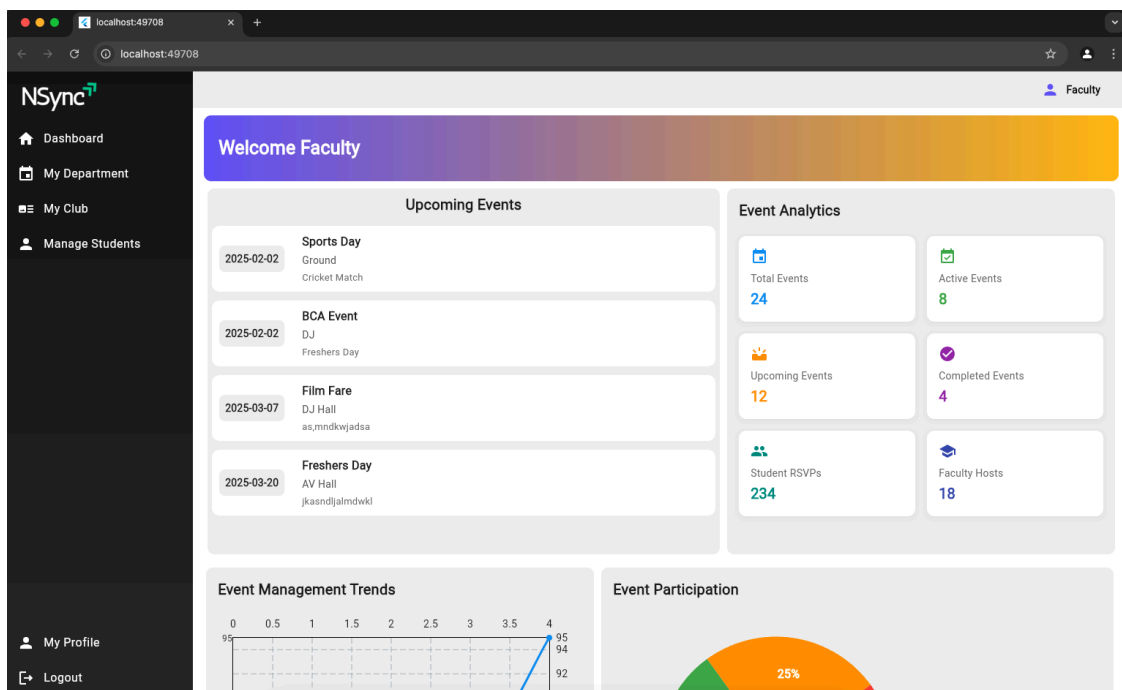 localhost:49708
localhost:49708
NSync
Faculty
Dashboard
My Department
My Club
Manage Students
My Profile
Logout
Welcome Faculty
Upcoming Events
2025-02-02
Sports Day
Ground
Cricket Match
2025-02-02
BCA Event
DJ
Freshers Day
2025-03-07
Film Fare
DJ Hall
as,mndkwjadsa
2025-03-20
Freshers Day
AV Hall
jkasndljalmdwkl
Event Analytics
Total Events
24
Active Events
8
Upcoming Events
12
Completed Events
4
Student RSVPs
234
Faculty Hosts
18
Event Management Trends
0 0.5 1 1.5 2 2.5 3 3.5 4
95 95
94
92
Event Participation
25%